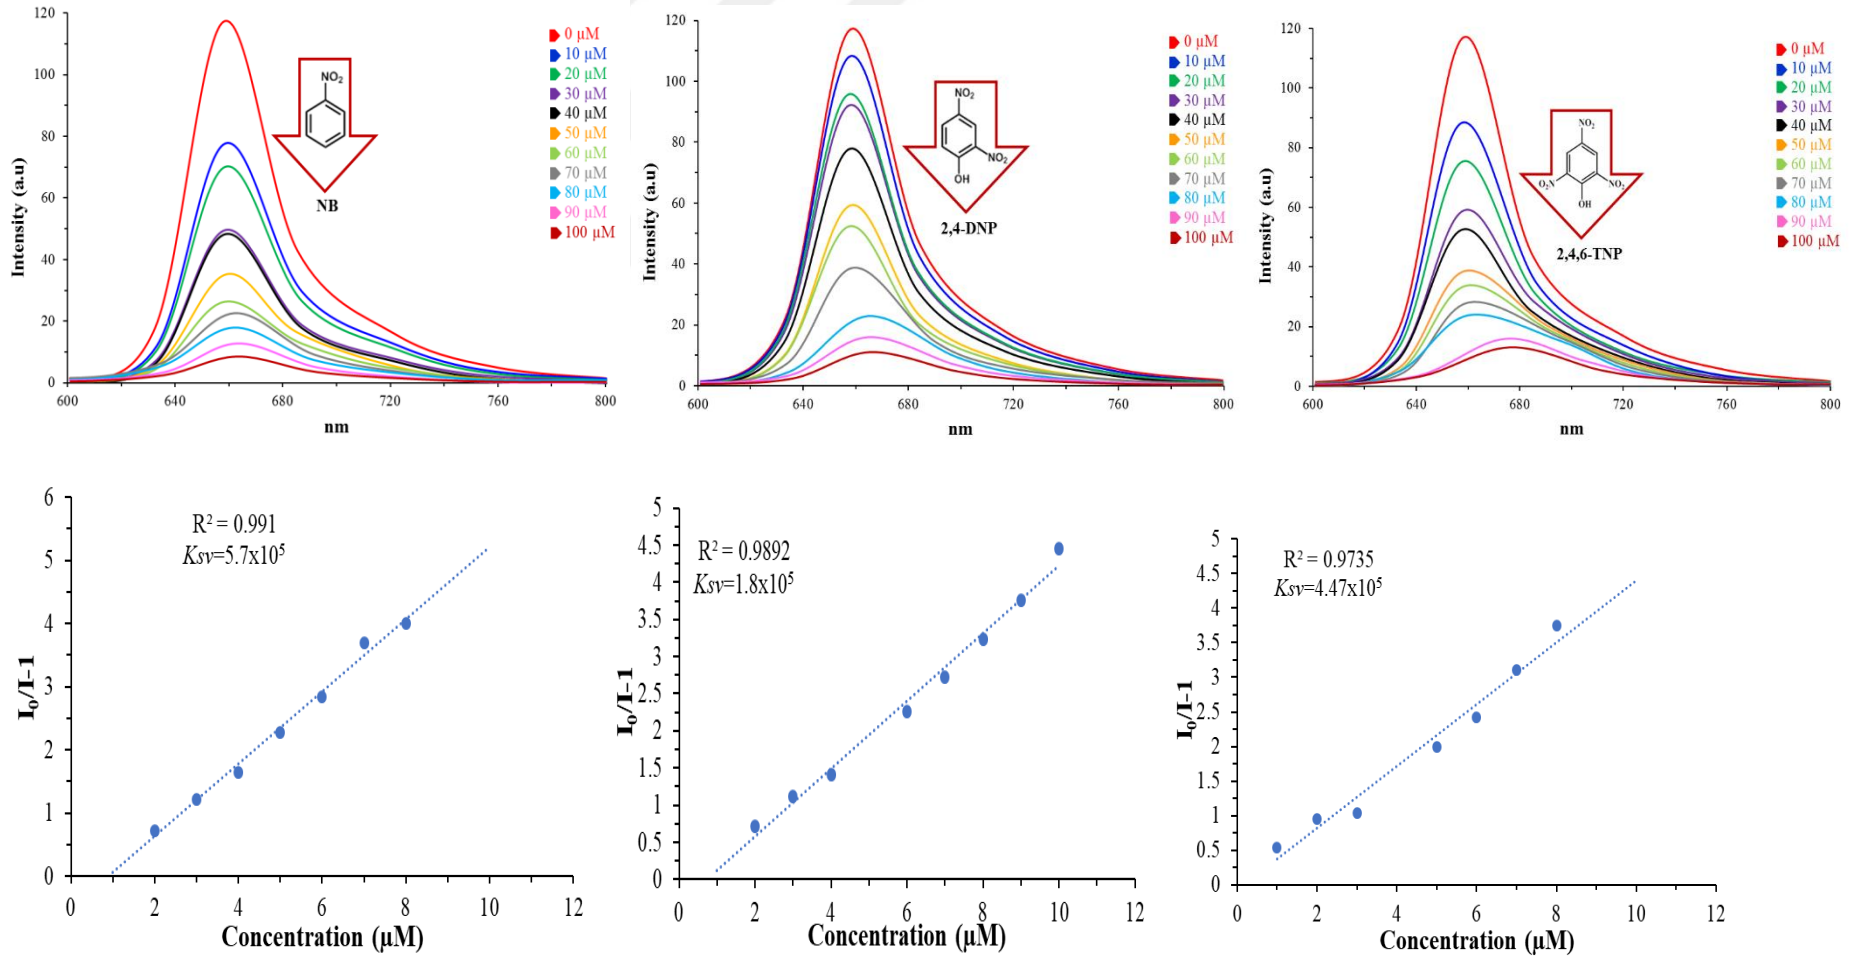 120
100
80
60
40
20
0
600
640
680
720
760
800
Intensity (a.u)
nm
NO2
NB
0 µM
10 µM
20 µM
30 µM
40 µM
50 µM
60 µM
70 µM
80 µM
90 µM
100 µM
120
100
80
60
40
20
0
600
640
680
720
760
800
Intensity (a.u)
nm
NO2
NO2
OH
2,4-DNP
0 µM
10 µM
20 µM
30 µM
40 µM
50 µM
60 µM
70 µM
80 µM
90 µM
100 µM
120
100
80
60
40
20
0
600
640
680
720
760
800
Intensity (a.u)
nm
NO2
O2N
NO2
OH
2,4,6-TNP
0 µM
10 µM
20 µM
30 µM
40 µM
50 µM
60 µM
70 µM
80 µM
90 µM
100 µM
6
5
4
3
2
1
0
0
2
4
6
8
10
12
I0/I-1
Concentration (µM)
R² = 0.991
Ksv=5.7x10⁵
5
4.5
4
3.5
3
2.5
2
1.5
1
0.5
0
0
2
4
6
8
10
12
I0/I-1
Concentration (µM)
R² = 0.9892
Ksv=1.8x10⁵
5
4.5
4
3.5
3
2.5
2
1.5
1
0.5
0
0
2
4
6
8
10
12
I0/I-1
Concentration (µM)
R² = 0.9735
Ksv=4.47x10⁵